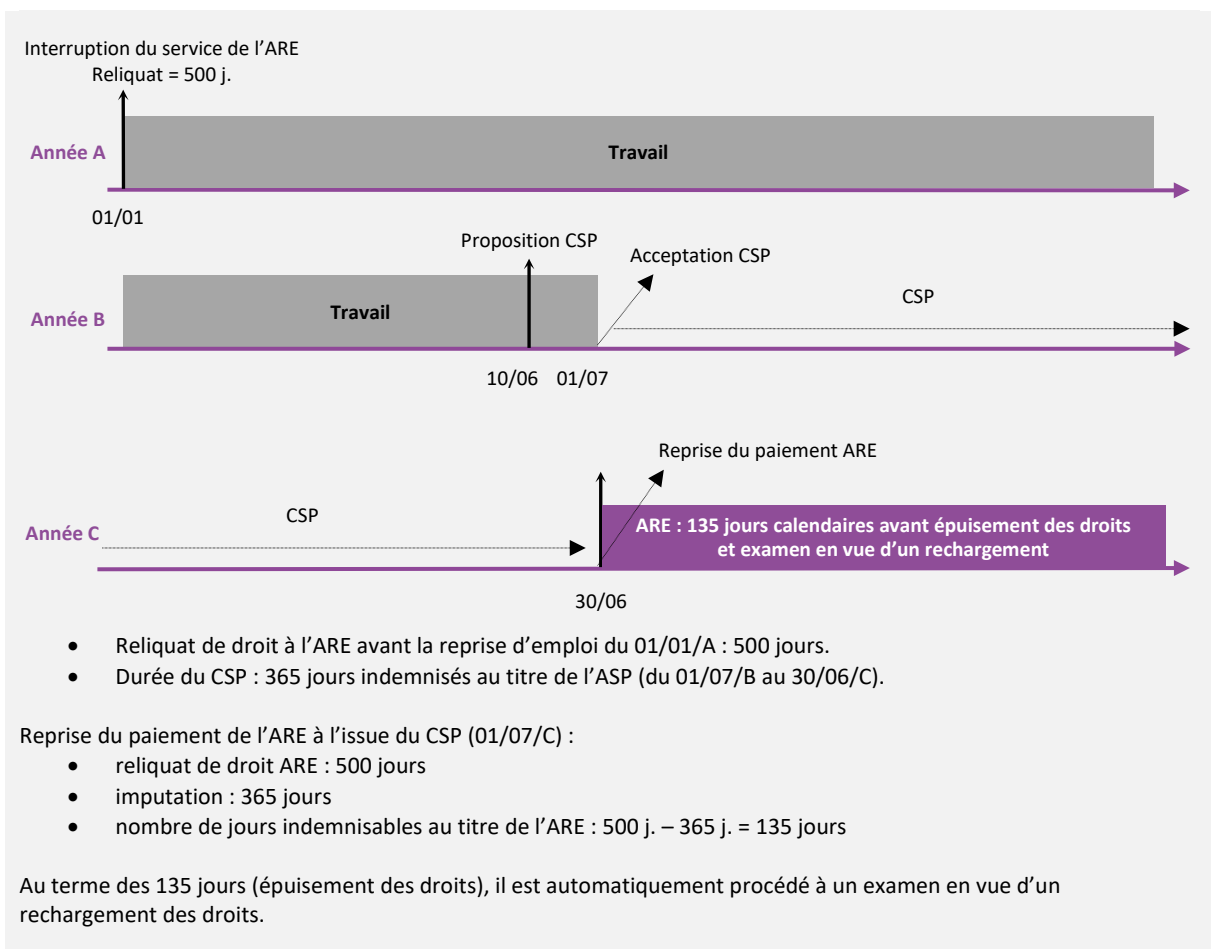 Interruption du service de l’ARE
Reliquat = 500 j.
Année A
Travail
01/01
Proposition CSP
Acceptation CSP
CSP
Année B
Travail
10/06 01/07
Reprise du paiement ARE
CSP
Année C
ARE : 135 jours calendaires avant épuisement des droits
et examen en vue d’un rechargement
30/06
• Reliquat de droit à l’ARE avant la reprise d’emploi du 01/01/A : 500 jours.
• Durée du CSP : 365 jours indemnisés au titre de l’ASP (du 01/07/B au 30/06/C).
Reprise du paiement de l’ARE à l’issue du CSP (01/07/C) :
• reliquat de droit ARE : 500 jours
• imputation : 365 jours
• nombre de jours indemnisables au titre de l’ARE : 500 j. – 365 j. = 135 jours
Au terme des 135 jours (épuisement des droits), il est automatiquement procédé à un examen en vue d’un
rechargement des droits.